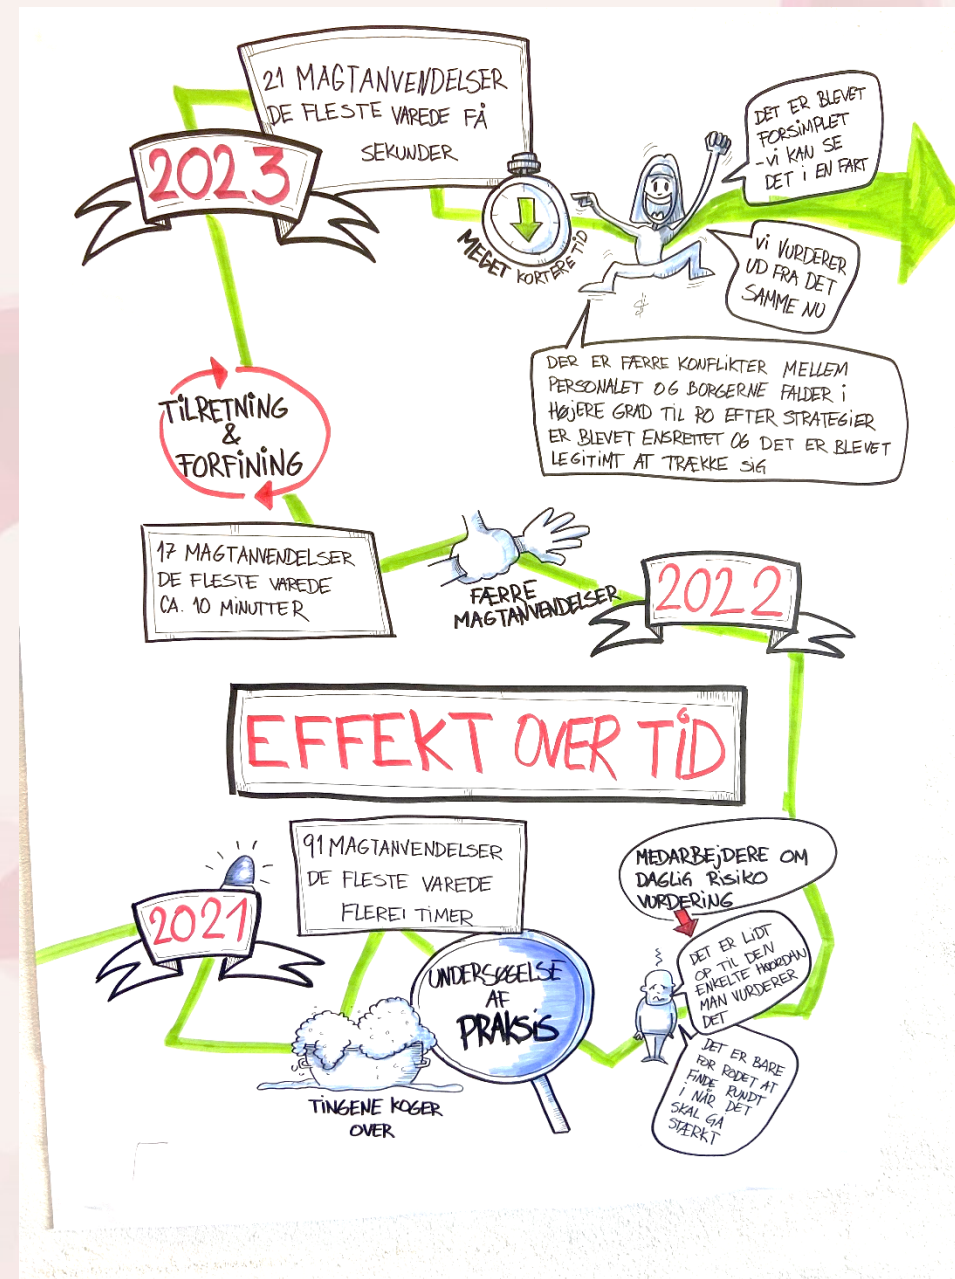 21 MAGTANVENDELSER
DE FLESTE VAREDE FÅ
SEKUNDER
2023
MEGET KORTERE TID
DET ER BLEVET
FORSIMPLET
- VI KAN SE
DET I EN FART
VI VURDERER
UD FRA DET
SAMME NU
DER ER FÆRRE KONFLIKTER MELLEM
PERSONALET OG BORGERNE FALDER I
HØJERE GRAD TIL RO EFTER STRATEGIER
ER BLEVET ENSRETTET OG DET ER BLEVET
LEGITIMT AT TRÆKKE SIG
TILRETNING
&
FORFINING
17 MAGTANVENDELSER
DE FLESTE VAREDE
CA. 10 MINUTTER
FÆRRE
MAGTANVENDELSER
2022
EFFEKT OVER TID
91 MAGTANVENDELSER
DE FLESTE VAREDE
FLERE TIMER
2021
UNDERSØGELSE
AF
PRAKSIS
TINGENE KOGER
OVER
MEDARBEJDERE OM
DAGLIG RISIKO
VURDERING
DET ER LIDT
OP TIL DEN
ENKELTE HVORDAN
MAN VURDERER
DET
DET ER BARE
FOR RODET AT
FINDE RUNDT
I NÅR DET
SKAL GÅ
STÆRKT